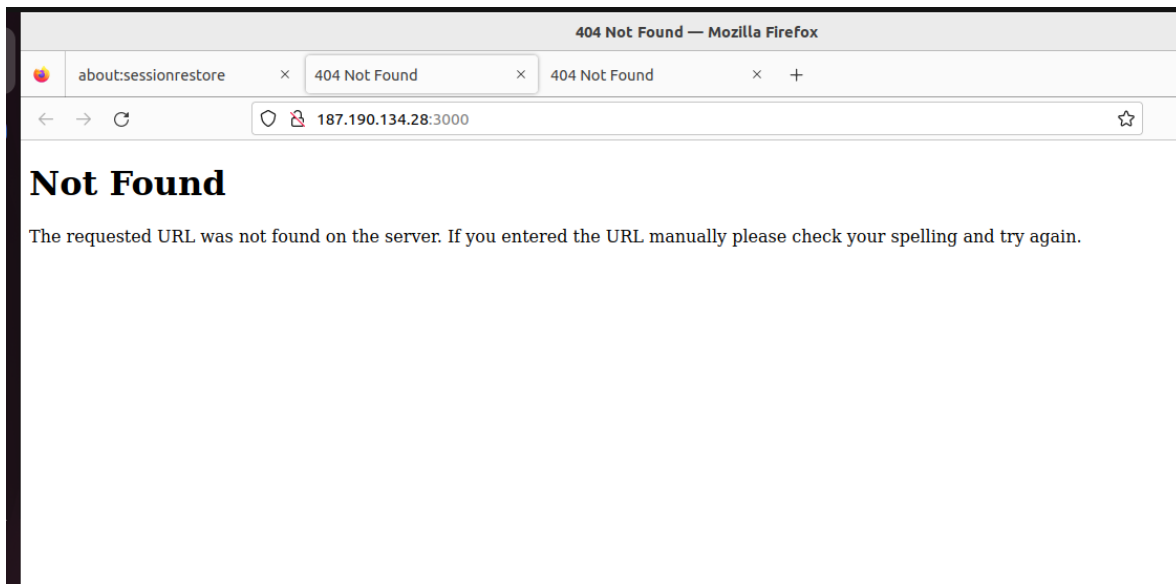 404 Not Found — Mozilla Firefox
about:sessionrestore × 404 Not Found × 404 Not Found × +
187.190.134.28:3000
Not Found
The requested URL was not found on the server. If you entered the URL manually please check your spelling and try again.